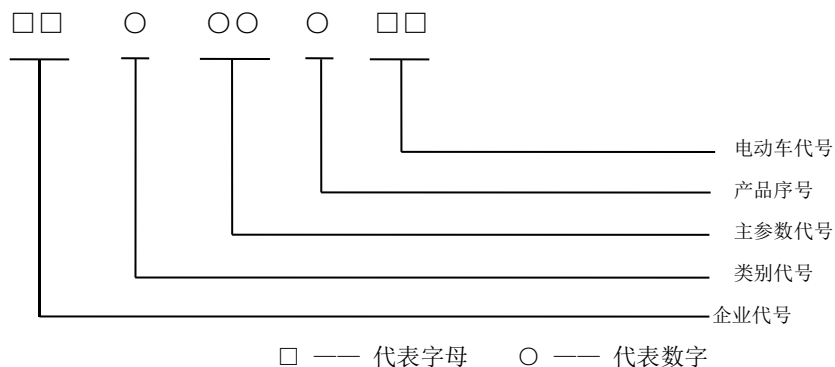 □□ ○ ○○ ○ □□
电动车代号
产品序号
主参数代号
类别代号
企业代号
□ —— 代表字母 ○ —— 代表数字